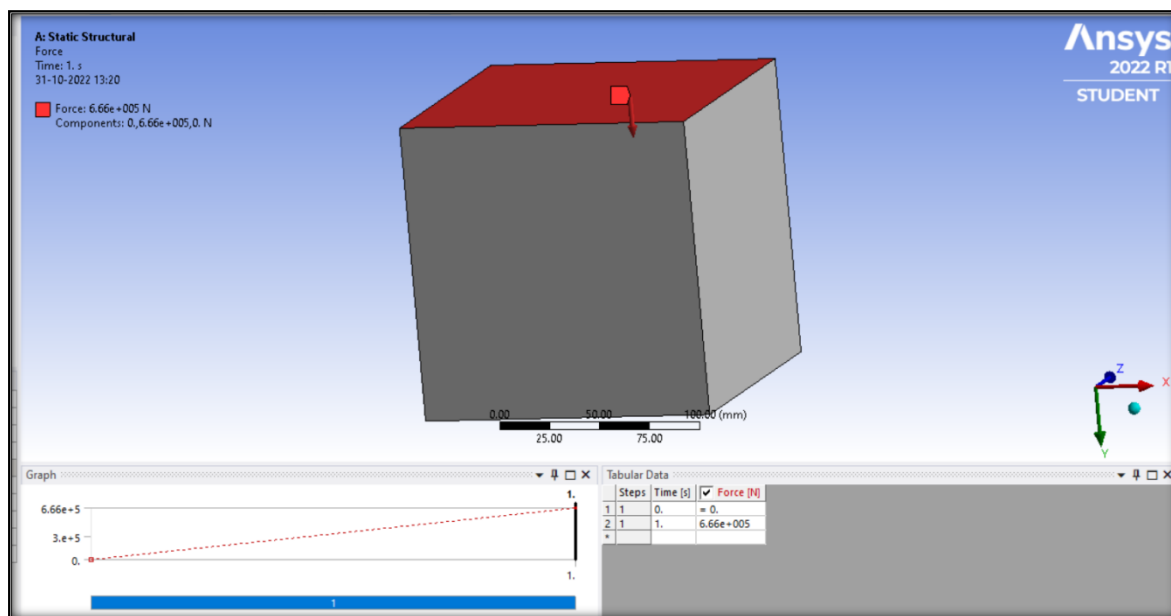 A: Static Structural
Force
Time: 1. s
31-10-2022 13:20
Force: 6.66e+005 N
Components: 0.,6.66e+005,0. N
Ansys
2022 R1
STUDENT
0.00 50.00 100.00 (mm)
25.00 75.00
Z
X
Y
Graph
1.
6.66e+5
3.e+5
0.
1.
1
Tabular Data
Steps Time [s] Force [N]
1 1 0. = 0.
2 1 1. 6.66e+005
*